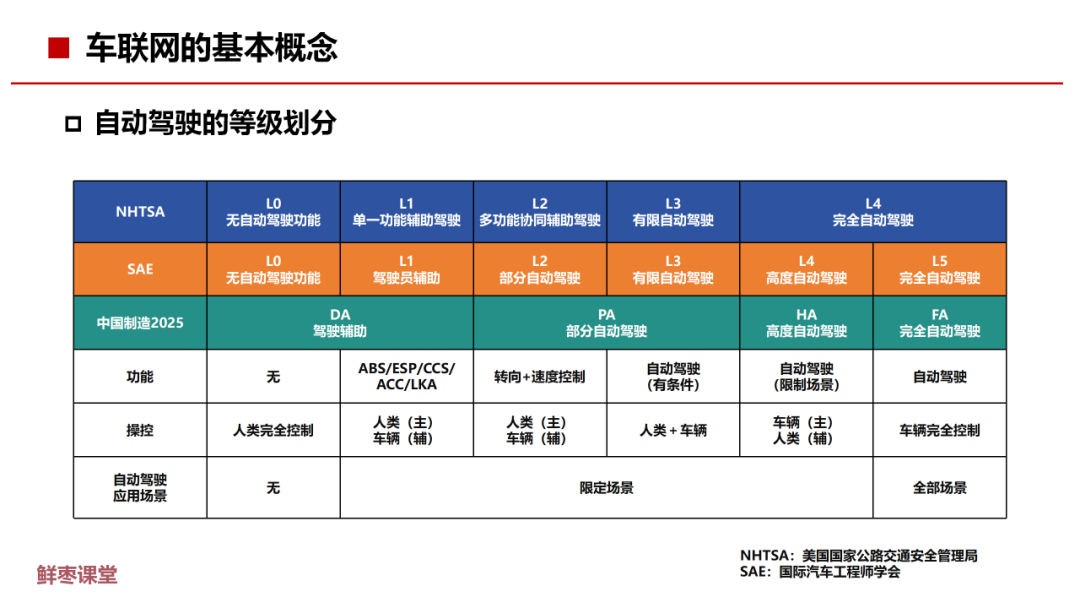 车联网的基本概念
自动驾驶的等级划分
NHTSA
L0
无自动驾驶功能
L1
单一功能辅助驾驶
L2
多功能协同辅助驾驶
L3
有限自动驾驶
L4
完全自动驾驶
SAE
L0
无自动驾驶功能
L1
驾驶员辅助
L2
部分自动驾驶
L3
有限自动驾驶
L4
高度自动驾驶
L5
完全自动驾驶
中国制造2025
DA
驾驶辅助
PA
部分自动驾驶
HA
高度自动驾驶
FA
完全自动驾驶
功能
无
ABS/ESP/CCS/
ACC/LKA
转向+速度控制
自动驾驶
(有条件)
自动驾驶
(限制场景)
自动驾驶
操控
人类完全控制
人类（主）
车辆（辅）
人类（主）
车辆（辅）
人类＋车辆
车辆（主）
人类（辅）
车辆完全控制
自动驾驶
应用场景
无
限定场景
全部场景
NHTSA：美国国家公路交通安全管理局
SAE：国际汽车工程师学会
鲜枣课堂